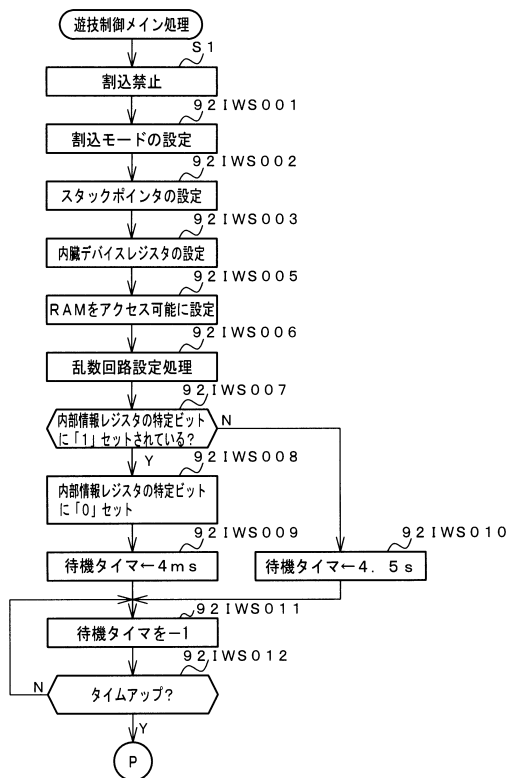 遊技制御メイン処理
S1
割込禁止
92IWS001
割込モードの設定
92IWS002
スタックポインタの設定
92IWS003
内臓デバイスレジスタの設定
92IWS005
RAMをアクセス可能に設定
92IWS006
乱数回路設定処理
92IWS007
内部情報レジスタの特定ビット
に「1」セットされている？
N
Y
92IWS008
内部情報レジスタの特定ビット
に「0」セット
92IWS009
待機タイマ←4ms
92IWS010
待機タイマ←4．5s
92IWS011
待機タイマを−1
92IWS012
タイムアップ？
N
Y
P